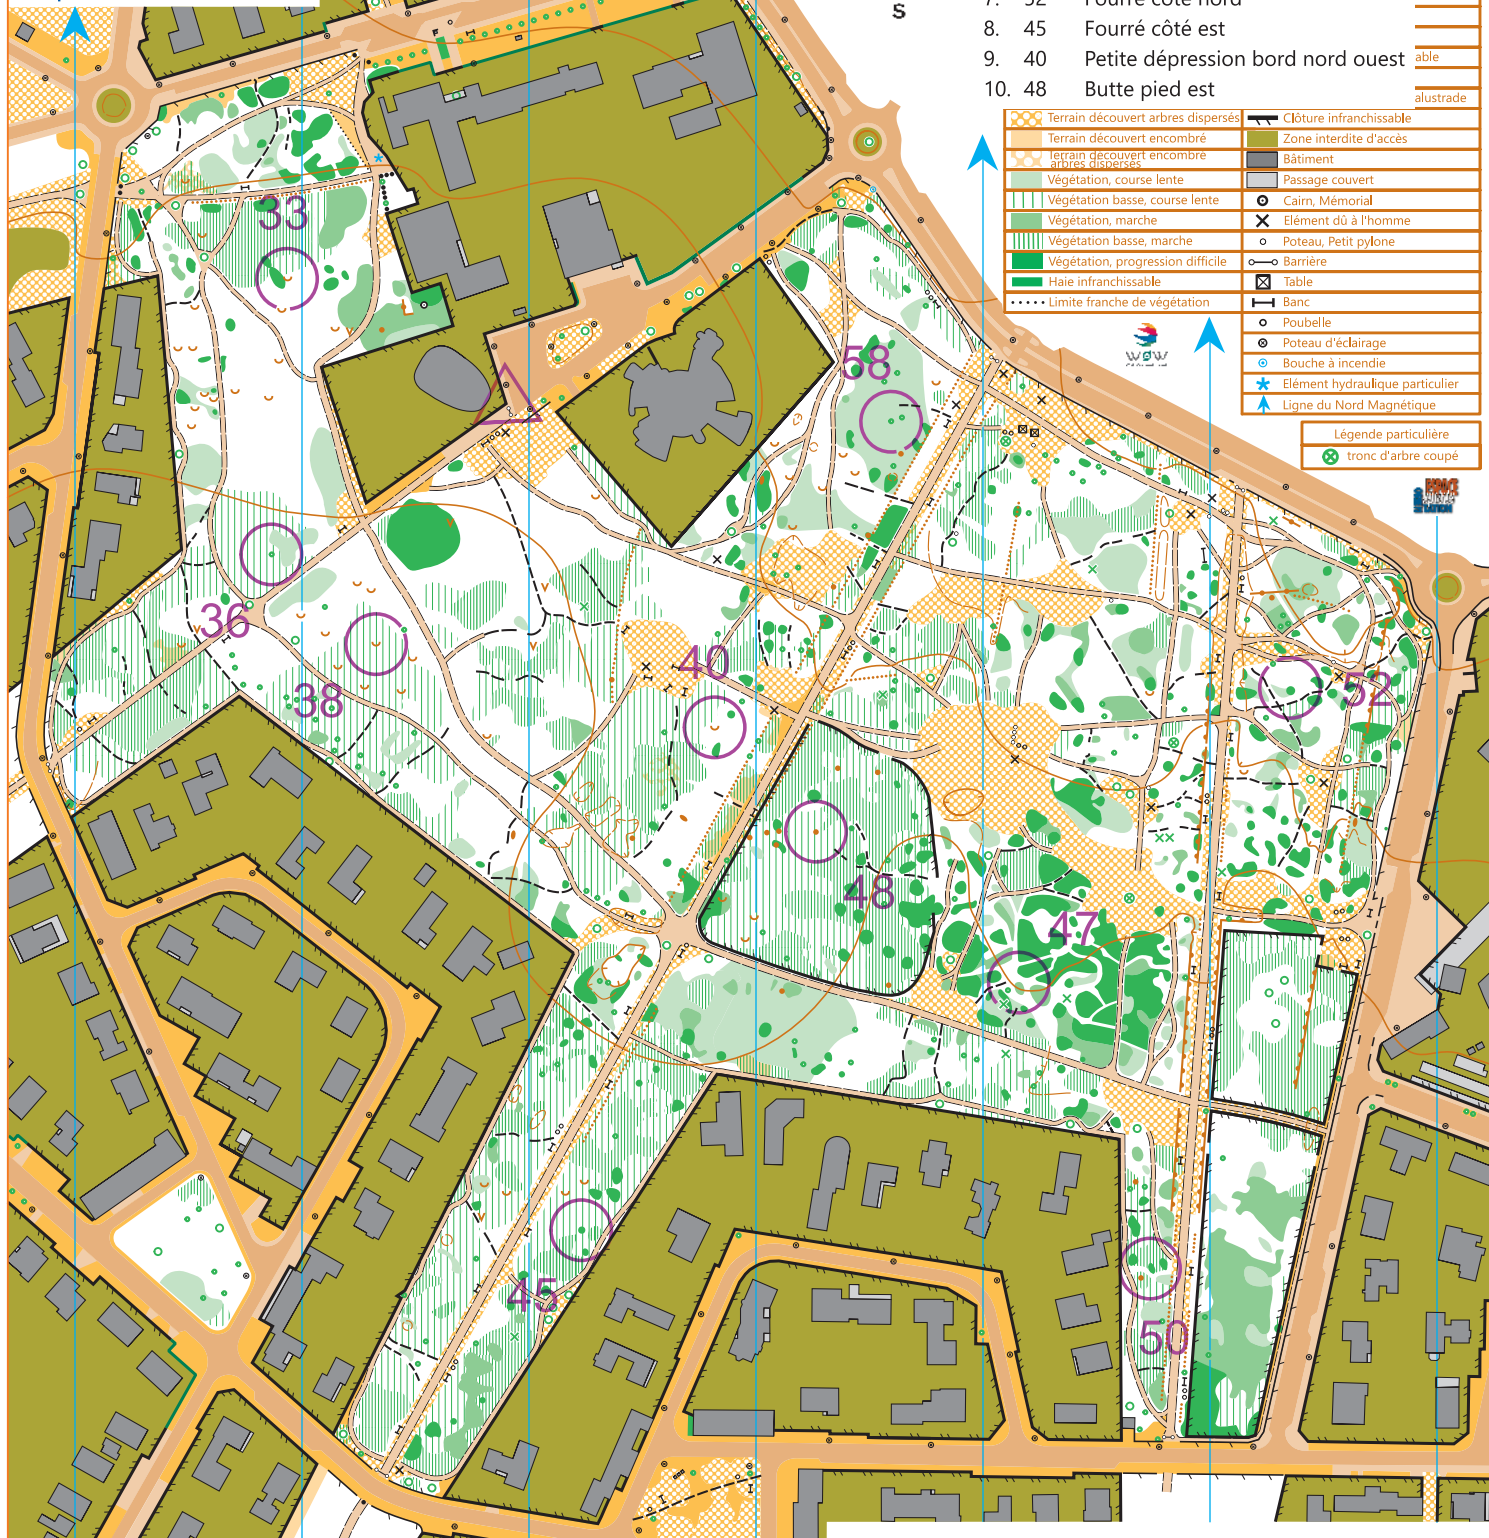 S
7. 52 Fourré côté nord
8. 45 Fourré côté est
9. 40 Petite dépression bord nord ouest
10. 48 Butte pied est
able
alustrade
Terrain découvert arbres dispersés
Terrain découvert encombré
Terrain découvert encombré
arbres dispersés
Végétation, course lente
Végétation basse, course lente
Végétation, marche
Végétation basse, marche
Végétation, progression difficile
Haie infranchissable
Limite franche de végétation
Clôture infranchissable
Zone interdite d'accès
Bâtiment
Passage couvert
Cairn, Mémorial
Elément dû à l'homme
Poteau, Petit pylone
Barrière
Table
Banc
Poubelle
Poteau d'éclairage
Bouche à incendie
Elément hydraulique particulier
Ligne du Nord Magnétique
Légende particulière
tronc d'arbre coupé
33
58
36
38
40
52
48
47
45
50